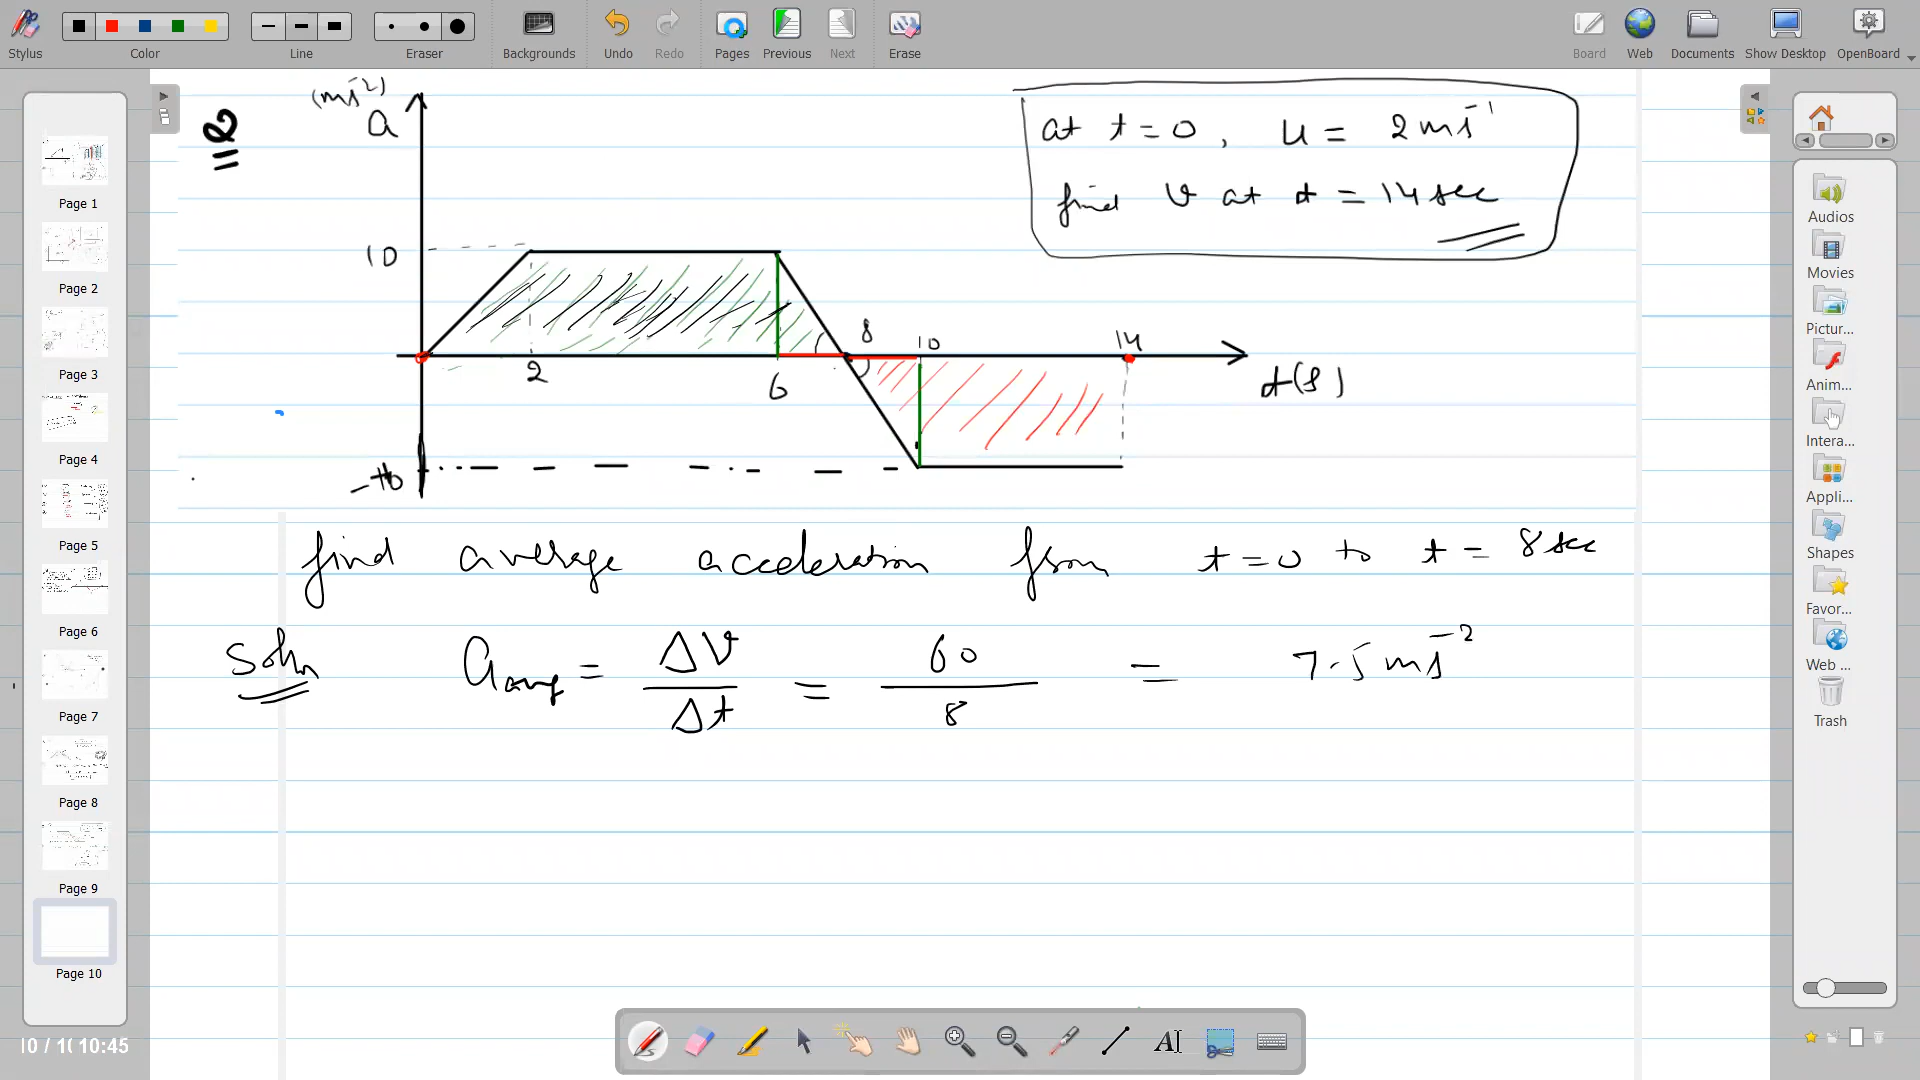 Stylus Color Line Eraser Backgrounds Undo Redo Pages Previous Next Erase Board Web Documents Show Desktop OpenBoard
Q
(ms⁻²)
a
at t = 0 , u = 2 ms⁻¹
find v at t = 14 sec
10
2
6
8
10
14
t(s)
-10
find average acceleration from t = 0 to t = 8 sec
Soln aavg = Δv/Δt = 60/8 = 7.5 ms⁻²
Page 1
Page 2
Page 3
Page 4
Page 5
Page 6
Page 7
Page 8
Page 9
Page 10
10:45
Audios
Movies
Pictur...
Anim...
Intera...
Appli...
Shapes
Favor...
Web ...
Trash